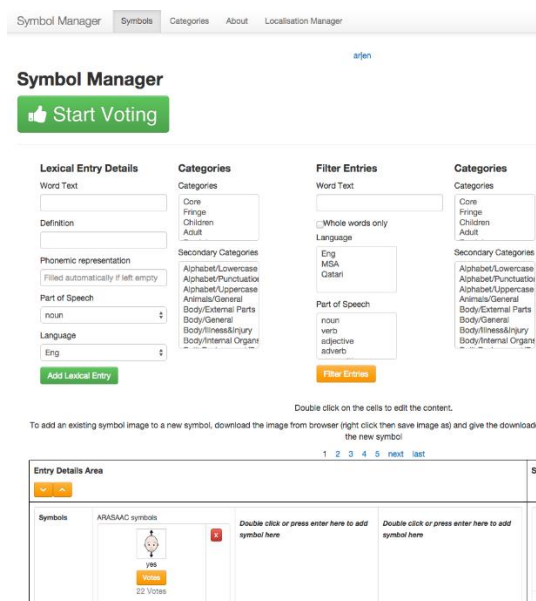 Symbol Manager Symbols Categories About Localisation Manager
ar|en
Symbol Manager
Start Voting
Lexical Entry Details
Word Text
Definition
Phonemic representation
Filled automatically if left empty
Part of Speech
noun
Language
Eng
Add Lexical Entry
Categories
Categories
Core
Fringe
Children
Adult
Secondary Categories
Alphabet/Lowercase
Alphabet/Punctuation
Alphabet/Uppercase
Animals/General
Body/External Parts
Body/General
Body/Illness&Injury
Body/Internal Organs
Filter Entries
Word Text
Whole words only
Language
Eng
MSA
Qatari
Part of Speech
noun
verb
adjective
adverb
Filter Entries
Categories
Categories
Core
Fringe
Children
Adult
Secondary Categories
Alphabet/Lowercase
Alphabet/Punctuation
Alphabet/Uppercase
Animals/General
Body/External Parts
Body/General
Body/Illness&Injury
Body/Internal Organs
Double click on the cells to edit the content.
To add an existing symbol image to a new symbol, download the image from browser (right click then save image as) and give the download
the new symbol
1 2 3 4 5 next last
Entry Details Area
S
Symbols
ARASAAC symbols
x
yes
Votes
22 Votes
Double click or press enter here to add
symbol here
Double click or press enter here to add
symbol here